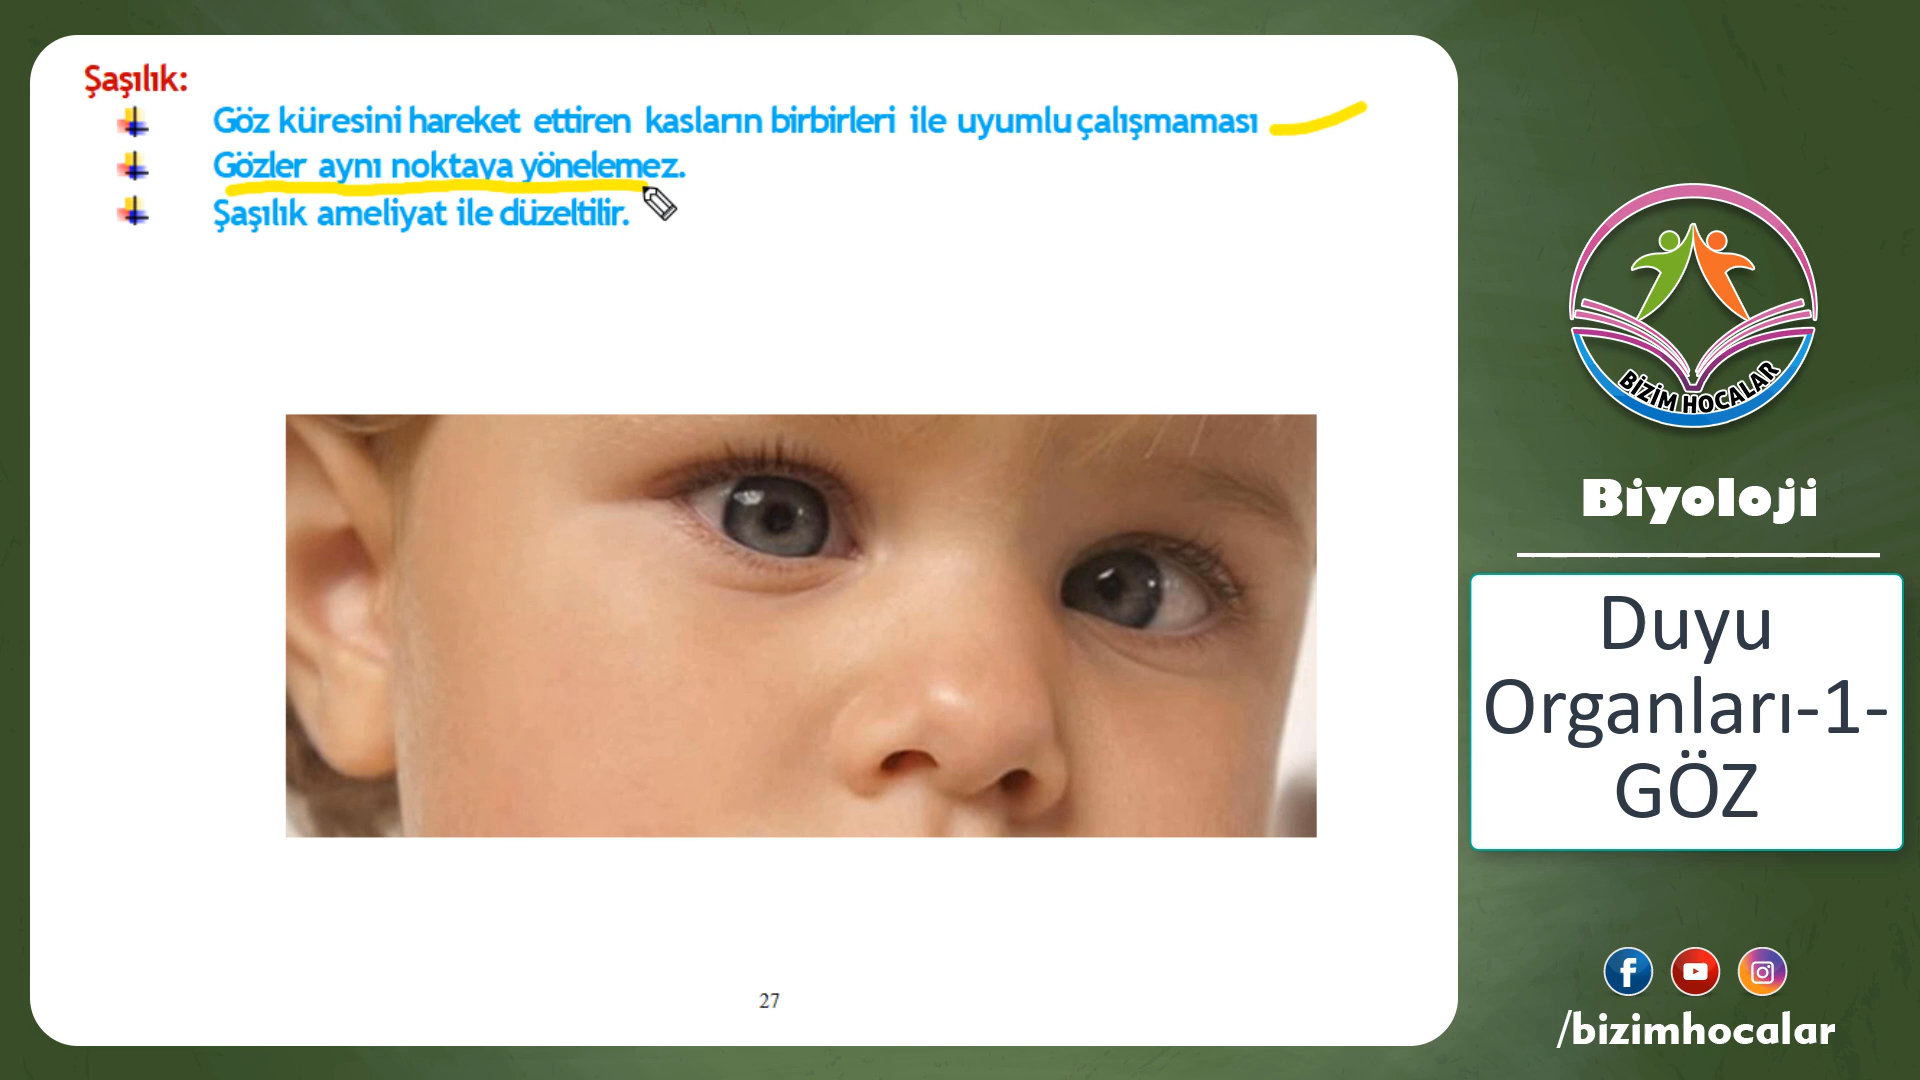 Şaşılık:
Göz küresini hareket ettiren kasların birbirleri ile uyumlu çalışmaması
Gözler aynı noktaya yönelemez.
Şaşılık ameliyat ile düzeltilir.
27
BİZİM HOCALAR
Biyoloji
Duyu
Organları-1-
GÖZ
/bizimhocalar